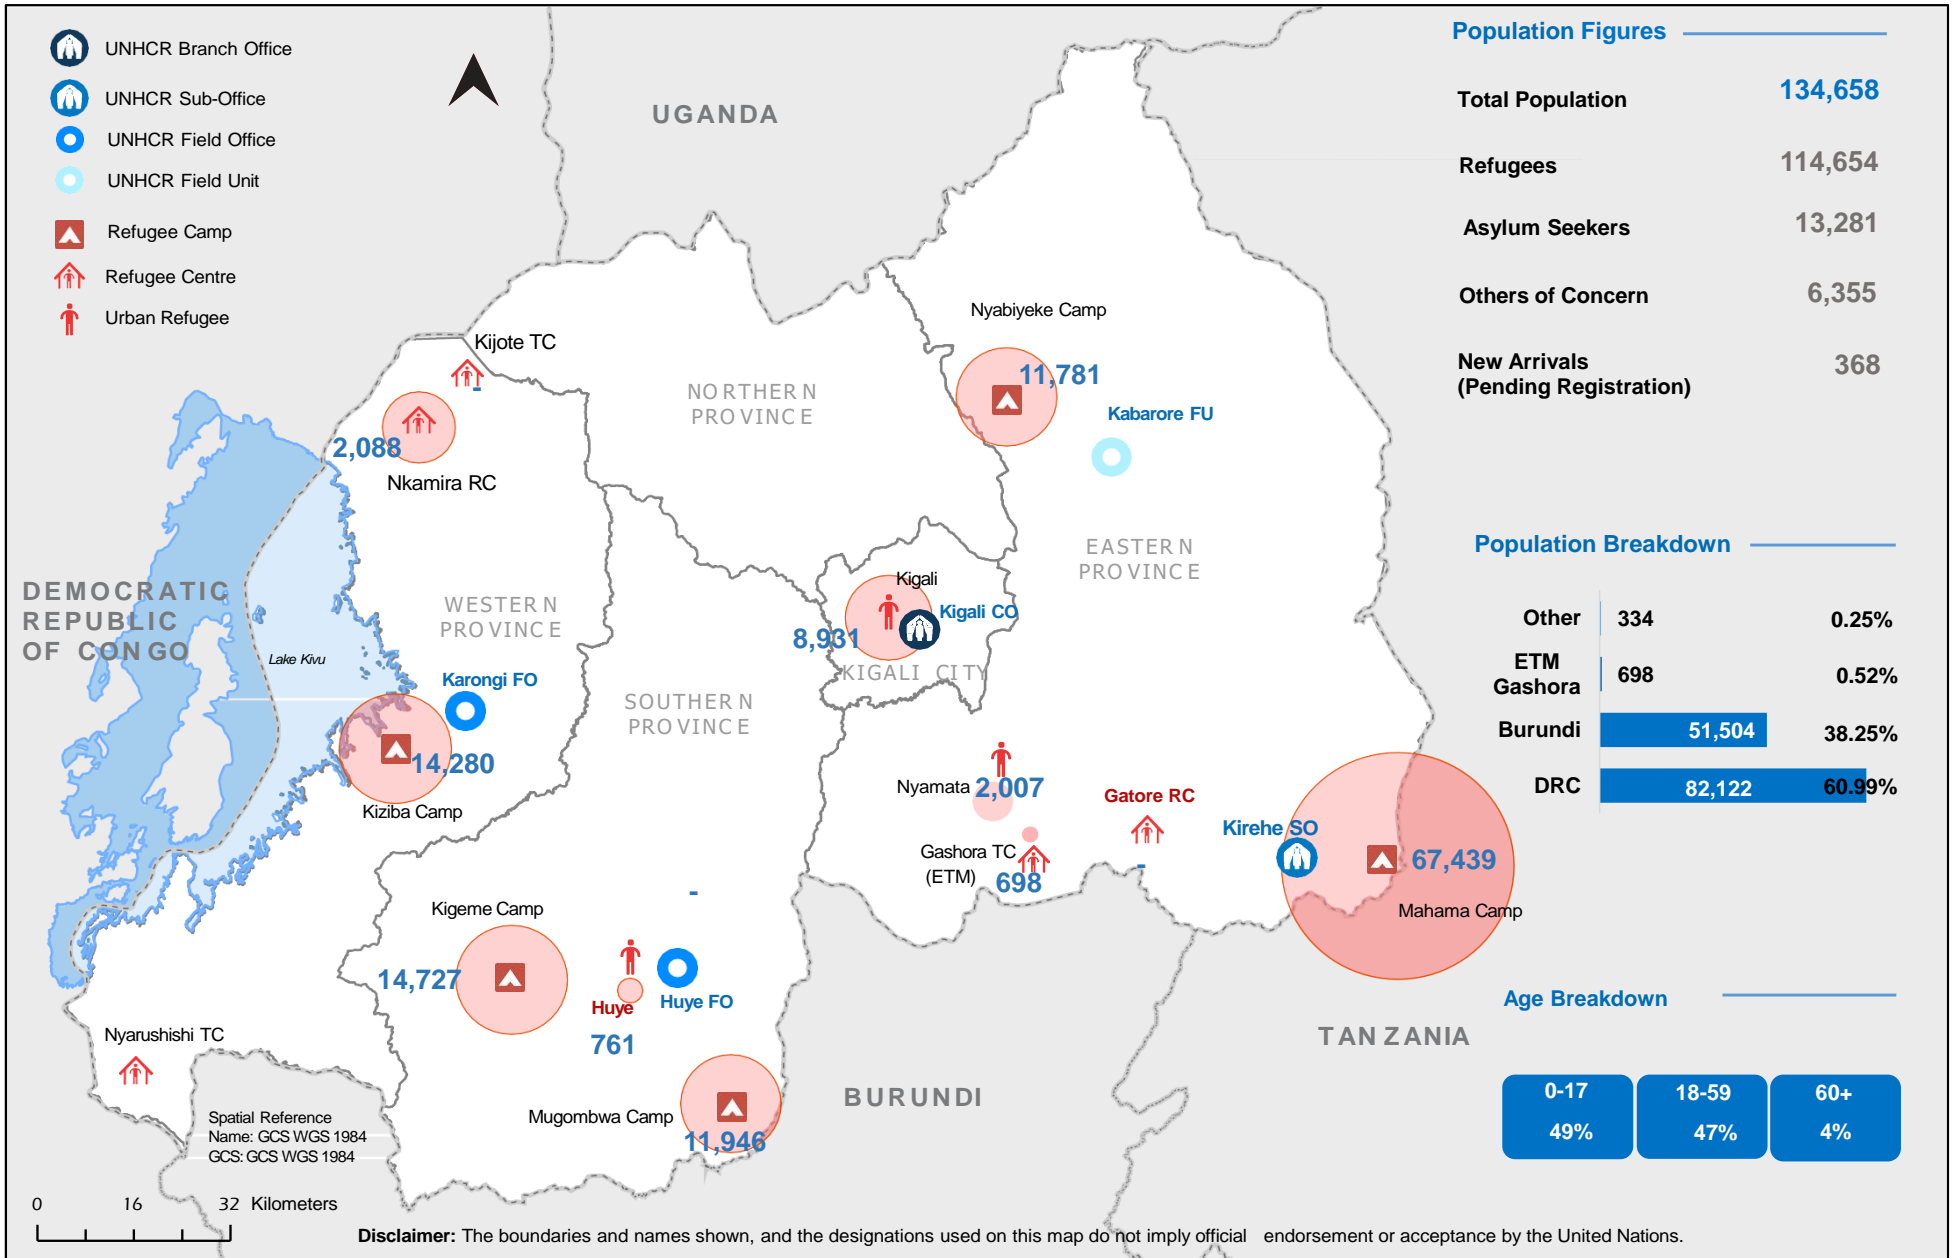 UNHCR Branch Office
UNHCR Sub-Office
UNHCR Field Office
UNHCR Field Unit
Refugee Camp
Refugee Centre
Urban Refugee
UGANDA
Population Figures
Total Population 134,658
Refugees 114,654
Asylum Seekers 13,281
Others of Concern 6,355
New Arrivals
(Pending Registration) 368
Kijote TC
-
2,088
Nkamira RC
NORTHERN
PROVINCE
Nyabiyeke Camp
11,781
Kabarore FU
EASTERN
PROVINCE
DEMOCRATIC
REPUBLIC
OF CONGO
Lake Kivu
WESTERN
PROVINCE
Karongi FO
14,280
Kiziba Camp
SOUTHERN
PROVINCE
Kigali
Kigali CO
8,931
KIGALI CITY
Nyamata 2,007
Gashora TC
(ETM)
698
Gatore RC
-
Kirehe SO
67,439
Mahama Camp
Population Breakdown
Other 334 0.25%
ETM
Gashora 698 0.52%
Burundi 51,504 38.25%
DRC 82,122 60.99%
Kigeme Camp
14,727
-
Huye
761
Huye FO
Mugombwa Camp
11,946
Nyarushishi TC
BURUNDI
TANZANIA
Age Breakdown
0-17 18-59 60+
49% 47% 4%
Spatial Reference
Name: GCS WGS 1984
GCS: GCS WGS 1984
0 16 32 Kilometers
Disclaimer: The boundaries and names shown, and the designations used on this map do not imply official endorsement or acceptance by the United Nations.